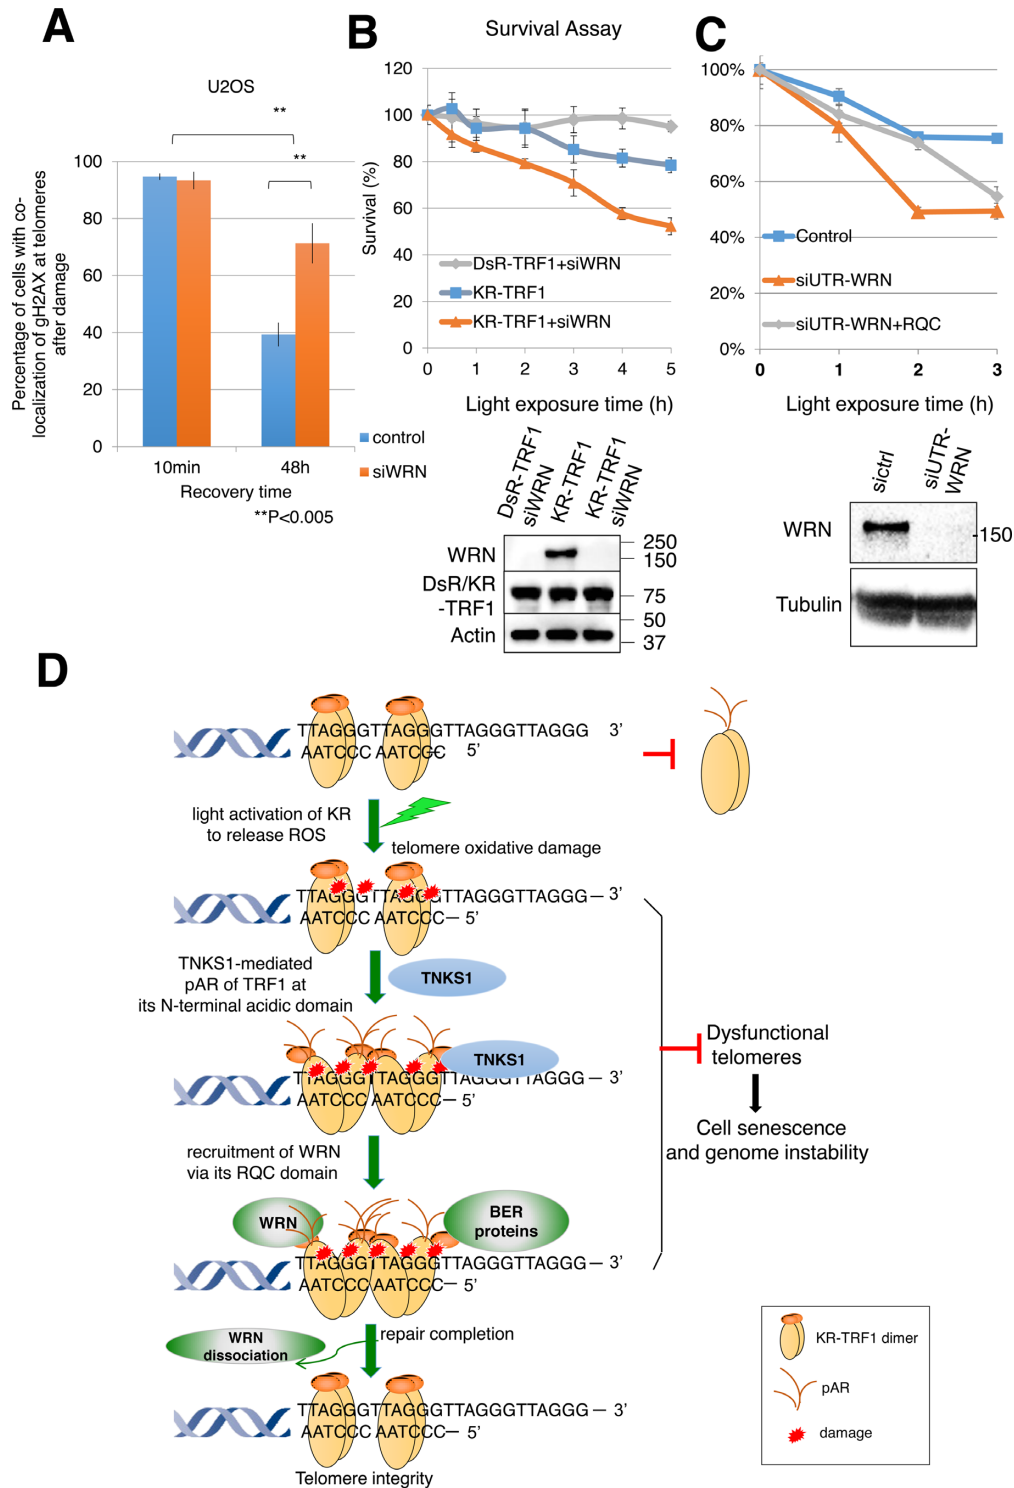 A
U2OS
**
**
Percentage of cells with co-
localization of gH2AX at telomeres
after damage
100
80
60
40
20
0
10min
48h
Recovery time
**P<0.005
control
siWRN
B
Survival Assay
Survival (%)
120
100
80
60
40
20
0
DsR-TRF1+siWRN
KR-TRF1
KR-TRF1+siWRN
0 1 2 3 4 5
Light exposure time (h)
DsR-TRF1
siWRN
KR-TRF1
KR-TRF1
siWRN
WRN
250
150
DsR/KR
-TRF1
75
50
Actin
37
C
100%
80%
60%
40%
20%
0%
Control
siUTR-WRN
siUTR-WRN+RQC
0 1 2 3
Light exposure time (h)
sictrl
siUTR-
WRN
WRN
-150
Tubulin
D
TTAGGGTTAGGGTTAGGGTTAGGG 3’
AATCCC AATCCC 5’
light activation of KR
to release ROS
telomere oxidative damage
TTAGGGTTAGGGTTAGGGTTAGGG — 3’
AATCCC AATCCC — 5’
TNKS1-mediated
pAR of TRF1 at
its N-terminal acidic domain
TNKS1
TNKS1
TTAGGGTTAGGGTTAGGGTTAGGG — 3’
AATCCC AATCCC — 5’
recruitment of WRN
via its RQC domain
WRN
BER
proteins
TTAGGGTTAGGGTTAGGGTTAGGG — 3’
AATCCC AATCCC — 5’
WRN
dissociation
repair completion
TTAGGGTTAGGGTTAGGGTTAGGG — 3’
AATCCC AATCCC — 5’
Telomere integrity
Dysfunctional
telomeres
Cell senescence
and genome instability
KR-TRF1 dimer
pAR
damage